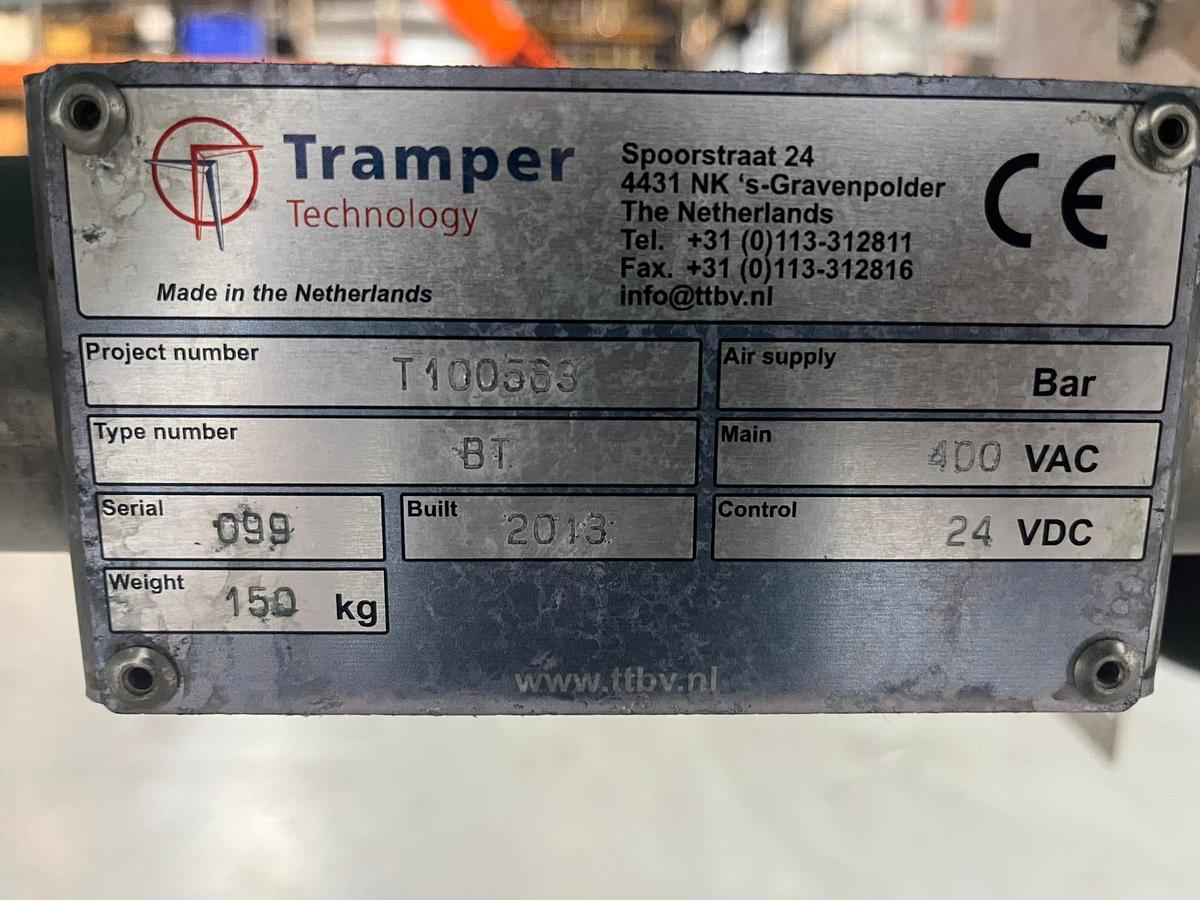 Tramper
Technology
Made in the Netherlands
Spoorstraat 24
4431 NK ‘s-Gravenpolder
The Netherlands
Tel. +31 (0)113-312811
Fax. +31 (0)113-312816
info@ttbv.nl
CE
Project number T100563
Air supply Bar
Type number BT
Main 400 VAC
Serial 099
Built 2013
Control 24 VDC
Weight 150 kg
www.ttbv.nl